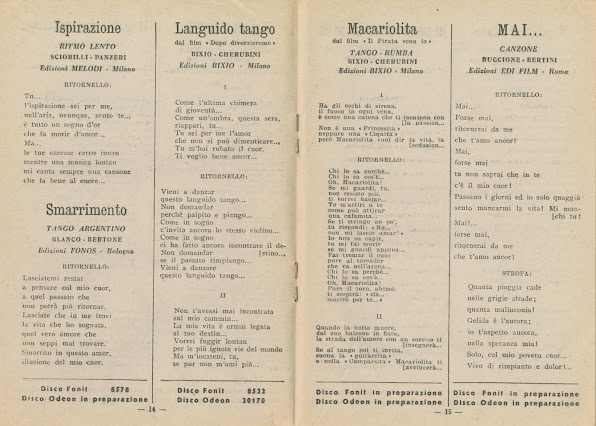 Ispirazione
RITMO LENTO
SCIORILLI - PANZERI
Edizioni MELODI - Milano
RITORNELLO:
Tu...
l'ispirazione sei per me,
nell'aria, ovunque, sento te..,
è tutto un sogno d'or
che fa morir d'amor...
Ma...
le tue carezze cerco invan
mentre una musica lontan
mi canta sempre una canzone
che fa bene al cuore...
Smarrimento
TANGO ARGENTINO
BLANCO - BERTONE
Edizioni FONOS - Bologna
RITORNELLO:
Lasciatemi restar
a pensare col mio cuor,
a quel passato che
non potrà più ritornar.
Lasciate che in me trovi
la vita che ho sognata,
quel vero amore che
non seppi mai trovare.
Smarrito in questo amor,
illusione del mio cuor.
Disco Fonit 8578
Disco Odeon in preparazione
Languido tango
dal film «Dopo divorzieremo»
BIXIO - CHERUBINI
Edizioni BIXIO - Milano
I
Come l'ultima chimera
di gioventà...
Come un'ombra, questa sera,
riappari, tu...
Tu sei per me l'amor
che non si può dimenticare..,
Tu m'hai rubato il cuor,
Ti voglio bene ancor...
RITORNELLO:
Vieni a danzar
questo languido tango...
Non domandar
perchè palpito e piango...
Come in sogno
c'invita ancora lo stesso violino...
Come in sogno
ci ha fatto ancora incontrare il de-
Non domandar [stino..,
se il passato rimpiango...
Vieni a danzare
questo languido tango...
II
Non t'avessi mai incontrata
sul mio cammin...
La mia vita è ormai legata
al tuo destin...
Vorrei fuggir lontan
per le più ignote vie del mondo
Ma m'incateni, tu,
se pur non m'ami più...
Disco Fonit 8522
Disco Odeon 20170
— 14 —
Macariolita
dal film « Il Pirata sono io »
TANGO - RUMBA
BIXIO - CHERUBINI
Edizioni BIXIO - Milano
I
Ha gli occhi di sirena,
il fuoco in ogni vena,
è come una catena che ti incatena con
[la passion...
Non è una « Princesita »
neppure una « Ciquita »
però Macariolita vuol dir la vita, la
[seduzion...
RITORNELLO:
Chi lo sa perchè...
Chi lo sa cos'è...
Oh, Macariolita!
Se mi guardi, tu,
non resisto più,
ti vorrei baciar...
Tu m'attiri a te
come può attirar
una calamita...
Se ti stringo un po',
tu rispondi «No...
non mi lascio amar!»
Io non so capir,
tu mi fai morir
se mi guardi appena...
Fai tremar il cuor
pure al toreador
che va nell'arena...
Chi lo sa perchè...
Chi lo sa cos'è...
Oh, Macariolita!
Pure il toro, ahimè,
ti sospira: «olè...
morirò per te...»
II
Quando la notte muore,
dal suo balcone in fiore,
la strada dell'amore con un sorriso ti
[insegnerà...
Se al tango poi ti invita,
suona la «guitarrita»
e nella «Cumparsita» Macariolita ti
[avvincerà...
Disco Fonit in preparazione
Disco Odeon in preparazione
MAI...
CANZONE
RUCCIONE - BERTINI
Edizioni EDI FILM - Roma
RITORNELLO:
Mai...
Forse mai,
ritornerai da me
che t'amo ancor!
Mai,
forse mai
tu non saprai che in te
c'è il mio cuor!
Passano i giorni ed io solo quaggiù
sento mancarmi la vita! Mi man-
[chi tu!
Mai!...
forse mai,
ritornerai da me
che t'amo ancor!
STROFA:
Quanta pioggia cade
nelle grigie strade;
quanta malinconia!
Gelida è l'aurora;
io t'aspetto ancora,
nella speranza mia!
Solo, col mio povero cuor...
Vivo di rimpianto e dolor!...
Disco Fonit in preparazione
Disco Odeon in preparazione
— 15 —